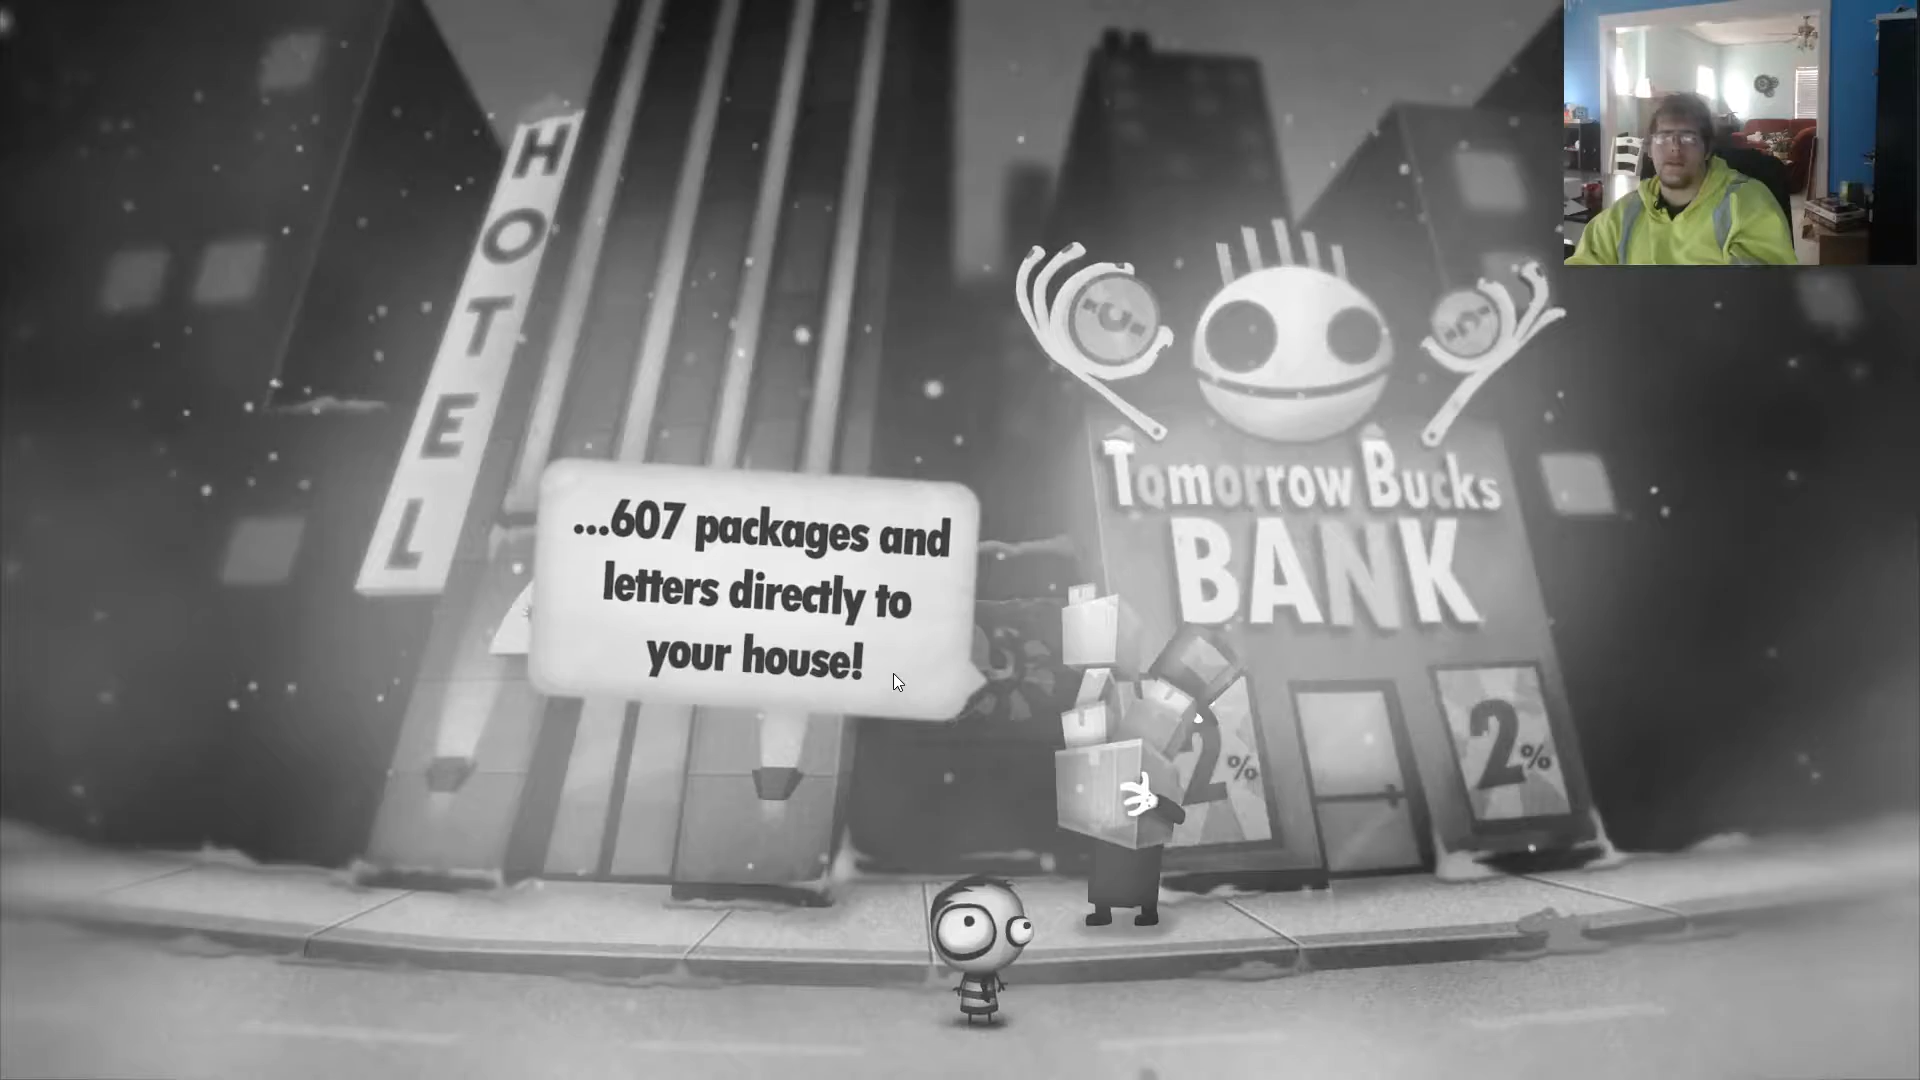 HOTEL
...607 packages and
letters directly to
your house!
Tomorrow Bucks
BANK
2%
2%